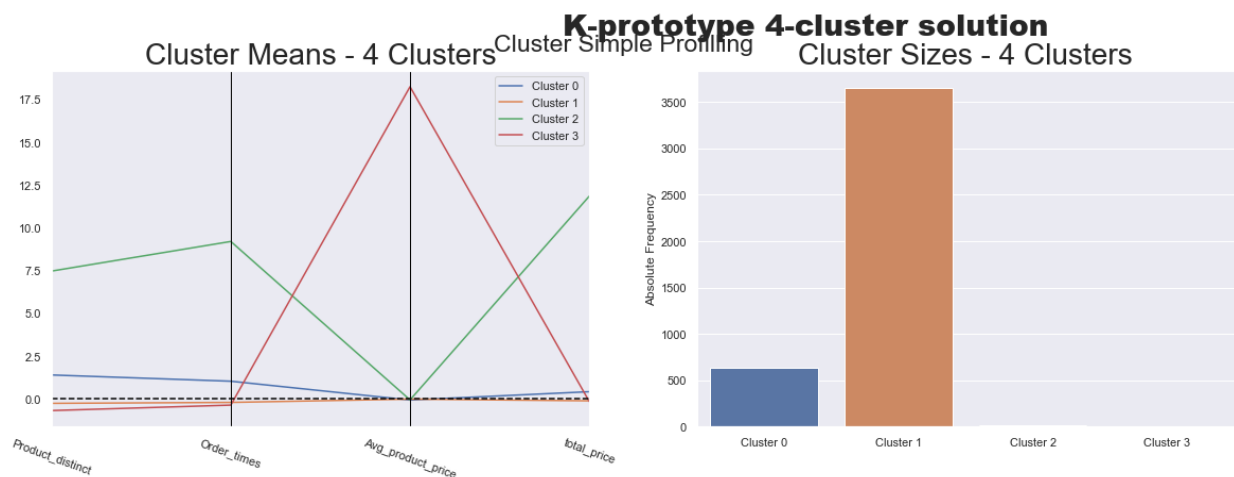 K-prototype 4-cluster solution
Cluster Simple Profilling
Cluster Means - 4 Clusters
17.5
15.0
12.5
10.0
7.5
5.0
2.5
0.0
Cluster 0
Cluster 1
Cluster 2
Cluster 3
Product_distinct
Order_times
Avg_product_price
total_price
Cluster Sizes - 4 Clusters
Absolute Frequency
3500
3000
2500
2000
1500
1000
500
0
Cluster 0
Cluster 1
Cluster 2
Cluster 3